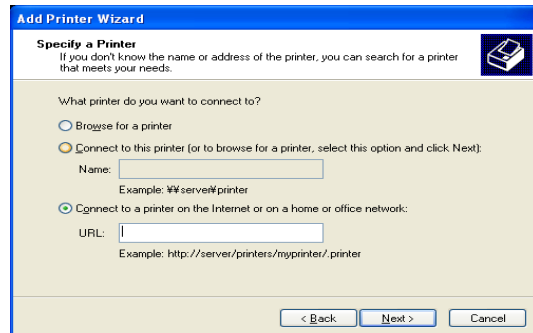 Add Printer Wizard
Specify a Printer
If you don't know the name or address of the printer, you can search for a printer
that meets your needs.
What printer do you want to connect to?
Browse for a printer
Connect to this printer (or to browse for a printer, select this option and click Next):
Name:
Example: ¥¥server¥printer
Connect to a printer on the Internet or on a home or office network:
URL:
Example: http://server/printers/myprinter/.printer
< Back
Next >
Cancel